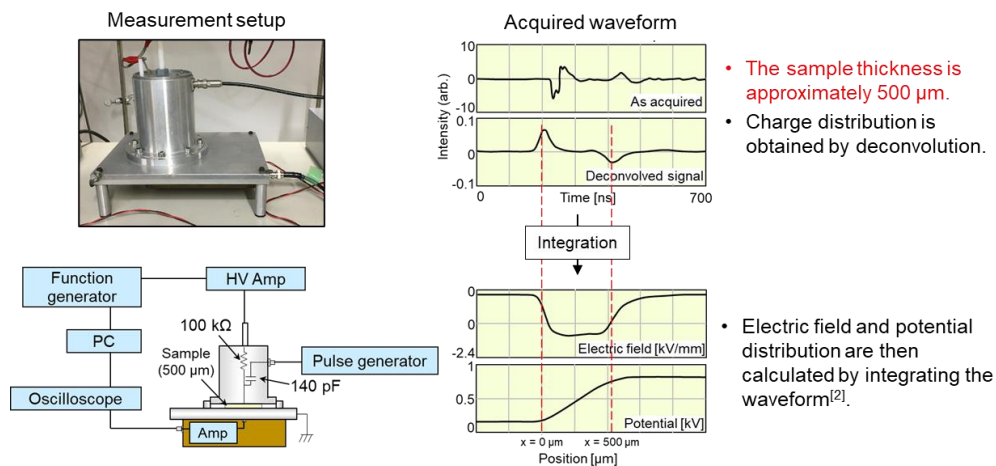 Measurement setup
Function
generator
HV Amp
PC
Oscilloscope
100 kΩ
Sample
(500 µm)
140 pF
Pulse generator
Amp
Acquired waveform
Intensity (arb.)
10
0
-10
As acquired
0.1
0
-0.1
Deconvolved signal
0
Time [ns]
700
Integration
0
0
-2.4
Electric field [kV/mm]
1
0.5
0
Potential [kV]
x = 0 µm
x = 500 µm
Position [µm]
• The sample thickness is
approximately 500 µm.
• Charge distribution is
obtained by deconvolution.
• Electric field and potential
distribution are then
calculated by integrating the
waveform[2].